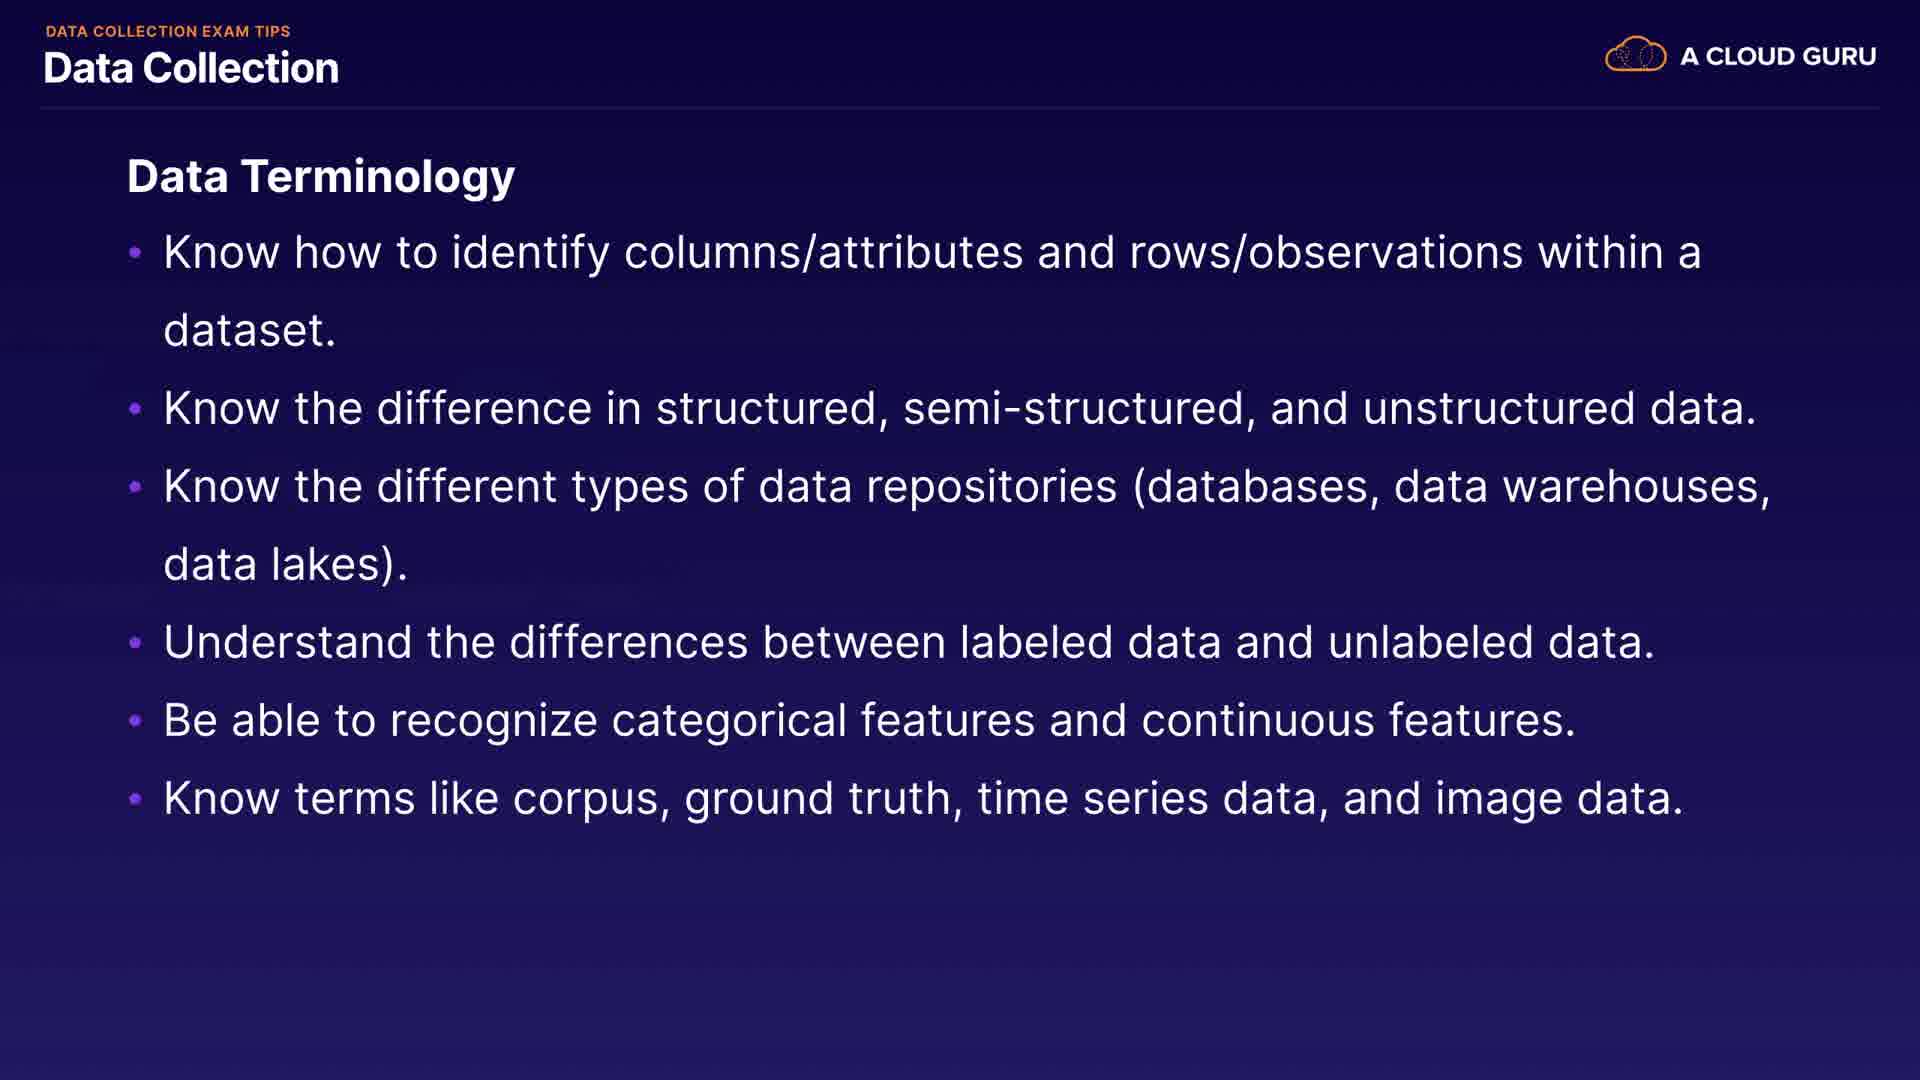 DATA COLLECTION EXAM TIPS
Data Collection
A CLOUD GURU
Data Terminology
• Know how to identify columns/attributes and rows/observations within a
dataset.
• Know the difference in structured, semi-structured, and unstructured data.
• Know the different types of data repositories (databases, data warehouses,
data lakes).
• Understand the differences between labeled data and unlabeled data.
• Be able to recognize categorical features and continuous features.
• Know terms like corpus, ground truth, time series data, and image data.